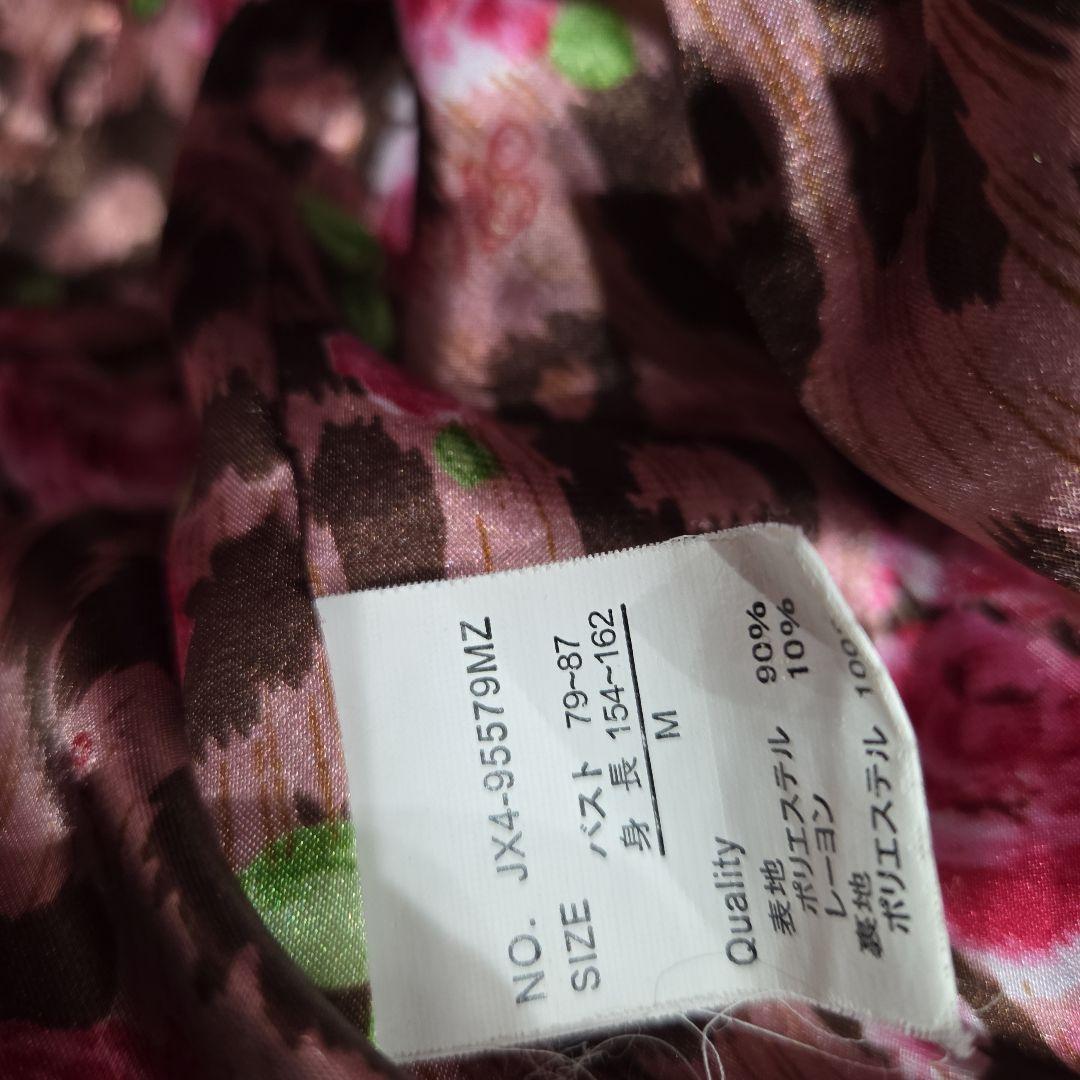 NO. JX4-95579MZ
SIZE バスト 79~87
身 長 154~162
M
Quality
表地
ポリエステル 90%
レーヨン 10%
裏地
ポリエステル 100%